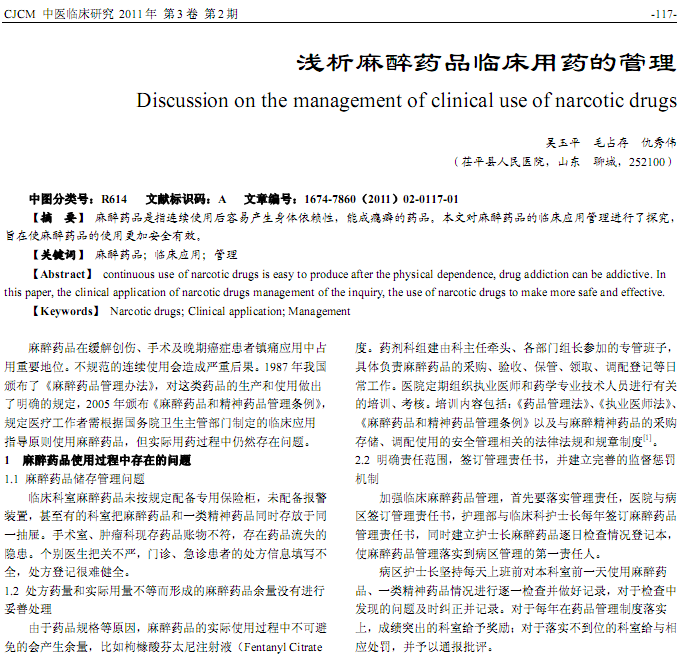 CJCM 中医临床研究 2011 年 第 3 卷 第 2 期 -117-
浅析麻醉药品临床用药的管理
Discussion on the management of clinical use of narcotic drugs
吴玉平 毛占存 仇秀伟
（茌平县人民医院，山东 聊城，252100）
中图分类号：R614 文献标识码：A 文章编号：1674-7860（2011）02-0117-01
【摘 要】 麻醉药品是指连续使用后容易产生身体依赖性，能成瘾癖的药品。本文对麻醉药品的临床应用管理进行了探究，
旨在使麻醉药品的使用更加安全有效。
【关键词】 麻醉药品；临床应用；管理
【Abstract】 continuous use of narcotic drugs is easy to produce after the physical dependence, drug addiction can be addictive. In
this paper, the clinical application of narcotic drugs management of the inquiry, the use of narcotic drugs to make more safe and effective.
【Keywords】 Narcotic drugs; Clinical application; Management
麻醉药品在缓解创伤、手术及晚期癌症患者镇痛应用中占
用重要地位。不规范的连续使用会造成严重后果。1987 年我国
颁布了《麻醉药品管理办法》，对这类药品的生产和使用做出
了明确的规定，2005 年颁布《麻醉药品和精神药品管理条例》，
规定医疗工作者需根据国务院卫生主管部门制定的临床应用
指导原则使用麻醉药品，但实际用药过程中仍然存在问题。
1 麻醉药品使用过程中存在的问题
1.1 麻醉药品储存管理问题
临床科室麻醉药品未按规定配备专用保险柜，未配备报警
装置，甚至有的科室把麻醉药品和一类精神药品同时存放于同
一抽屉。手术室、肿瘤科现存药品账物不符，存在药品流失的
隐患。个别医生把关不严，门诊、急诊患者的处方信息填写不
全，处方登记很难健全。
1.2 处方药量和实际用量不等而形成的麻醉药品余量没有进行
妥善处理
由于药品规格等原因，麻醉药品的实际使用过程中不可避
免的会产生余量，比如枸橼酸芬太尼注射液（Fentanyl Citrate
度。药剂科组建由科主任牵头、各部门组长参加的专管班子，
具体负责麻醉药品的采购、验收、保管、领取、调配登记等日
常工作。医院定期组织执业医师和药学专业技术人员进行有关
的培训、考核。培训内容包括：《药品管理法》、《执业医师法》、
《麻醉药品和精神药品管理条例》以及与麻醉精神药品的采购
存储、调配使用的安全管理相关的法律法规和规章制度[1]。
2.2 明确责任范围，签订管理责任书，并建立完善的监督惩罚
机制
加强临床麻醉药品管理，首先要落实管理责任，医院与病
区签订管理责任书，护理部与临床科护士长每年签订麻醉药品
管理责任书，同时建立护士长麻醉药品逐日检查情况登记本，
使麻醉药品管理落实到病区管理的第一责任人。
病区护士长坚持每天上班前对本科室前一天使用麻醉药
品、一类精神药品情况进行逐一检查并做好记录，对于检查中
发现的问题及时纠正并记录。对于每年在药品管理制度落实
上，成绩突出的科室给予奖励；对于落实不到位的科室给与相
应处罚，并予以通报批评。